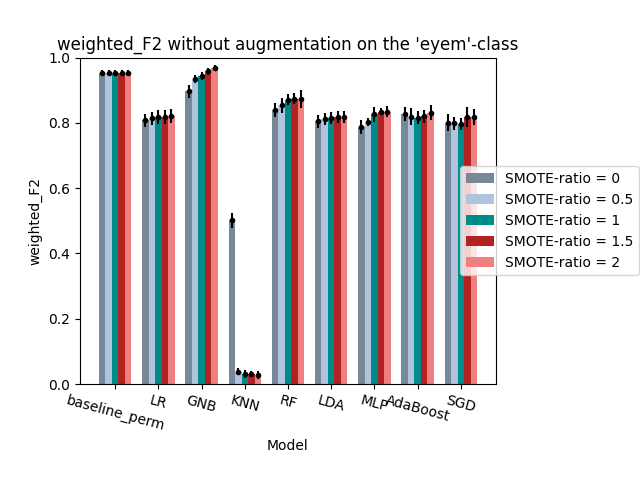 weighted_F2 without augmentation on the 'eyem'-class
weighted_F2
1.0
0.8
0.6
0.4
0.2
0.0
SMOTE-ratio = 0
SMOTE-ratio = 0.5
SMOTE-ratio = 1
SMOTE-ratio = 1.5
SMOTE-ratio = 2
baseline_perm
LR
GNB
KNN
RF
LDA
MLP
AdaBoost
SGD
Model